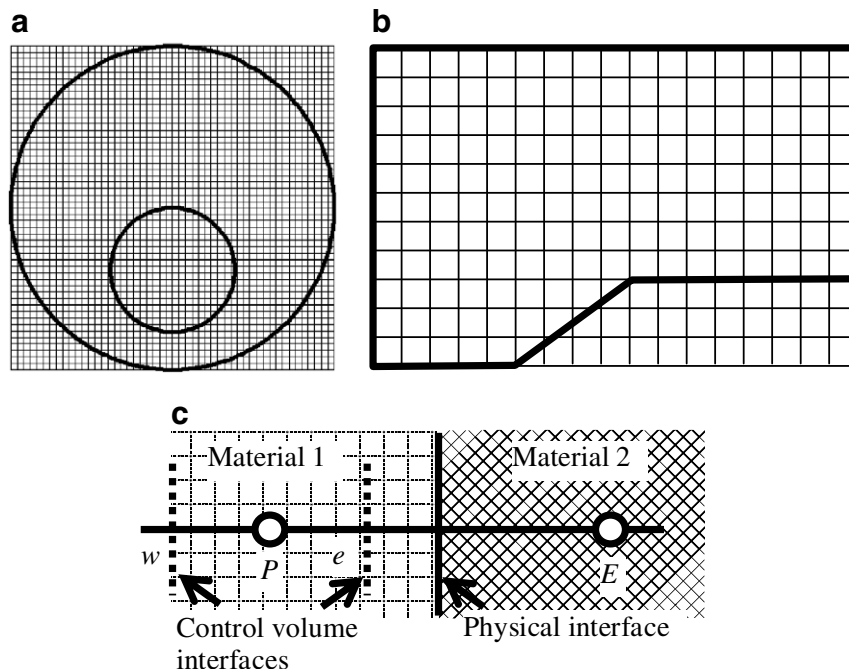 a
b
c
Material 1
Material 2
w
P
e
E
Control volume
interfaces
Physical interface